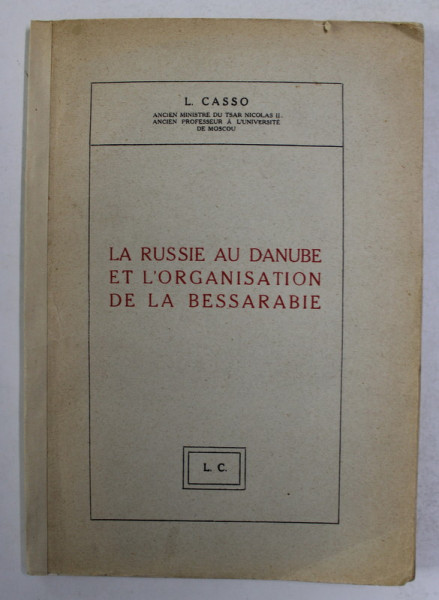 L. CASSO
ANCIEN MINISTRE DU TSAR NICOLAS II.
ANCIEN PROFESSEUR À L'UNIVERSITÉ
DE MOSCOU
LA RUSSIE AU DANUBE
ET L'ORGANISATION
DE LA BESSARABIE
L. C.